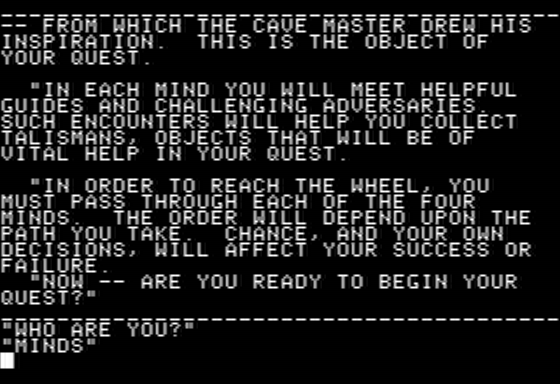 -- FROM WHICH THE CAVE MASTER DREW HIS
INSPIRATION.  THIS IS THE OBJECT OF
YOUR QUEST.
"IN EACH MIND YOU WILL MEET HELPFUL
GUIDES AND CHALLENGING ADVERSARIES.
SUCH ENCOUNTERS WILL HELP YOU COLLECT
TALISMANS, OBJECTS THAT WILL BE OF
VITAL HELP IN YOUR QUEST.
"IN ORDER TO REACH THE WHEEL, YOU
MUST PASS THROUGH EACH OF THE FOUR
MINDS.  THE ORDER WILL DEPEND UPON THE
PATH YOU TAKE.  CHANCE, AND YOUR OWN
DECISIONS, WILL AFFECT YOUR SUCCESS OR
FAILURE.
"NOW -- ARE YOU READY TO BEGIN YOUR
QUEST?"
"WHO ARE YOU?"
"MINDS"